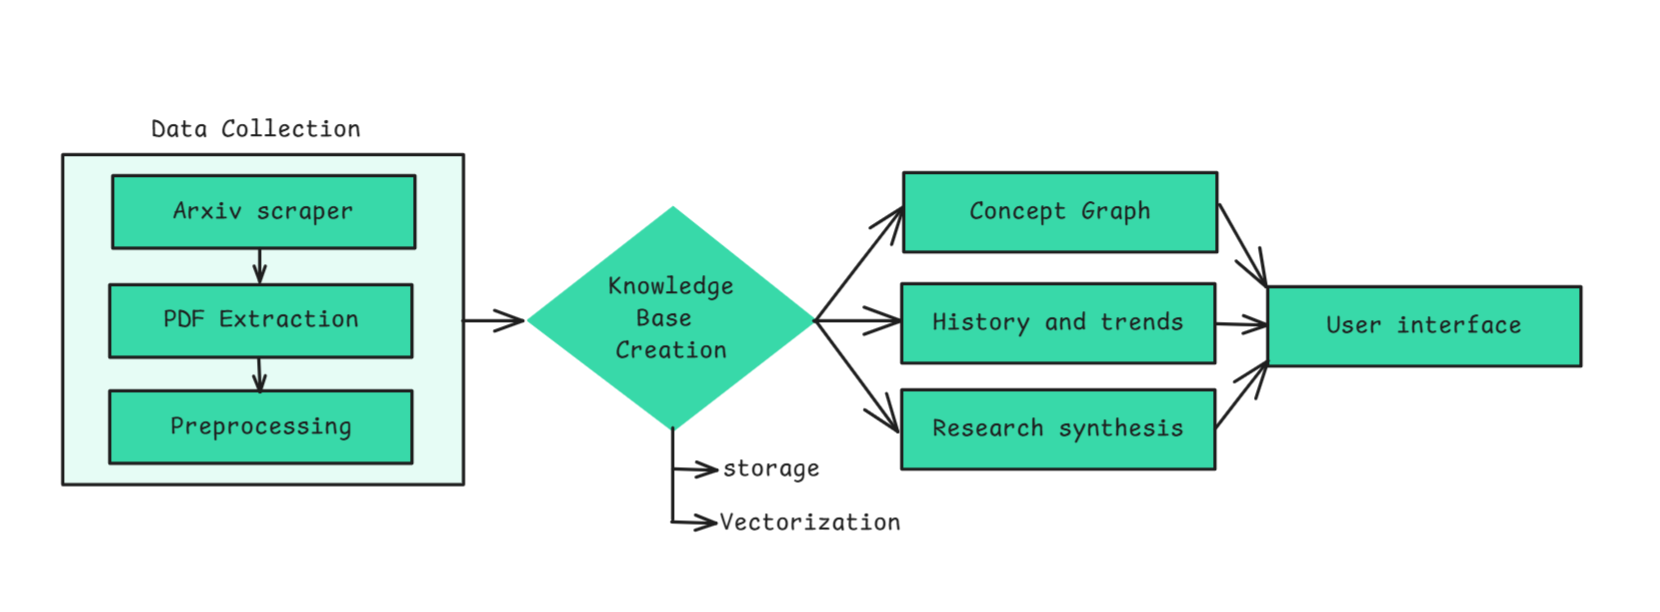 Data Collection
Arxiv scraper
PDF Extraction
Preprocessing
Knowledge
Base
Creation
storage
Vectorization
Concept Graph
History and trends
Research synthesis
User interface